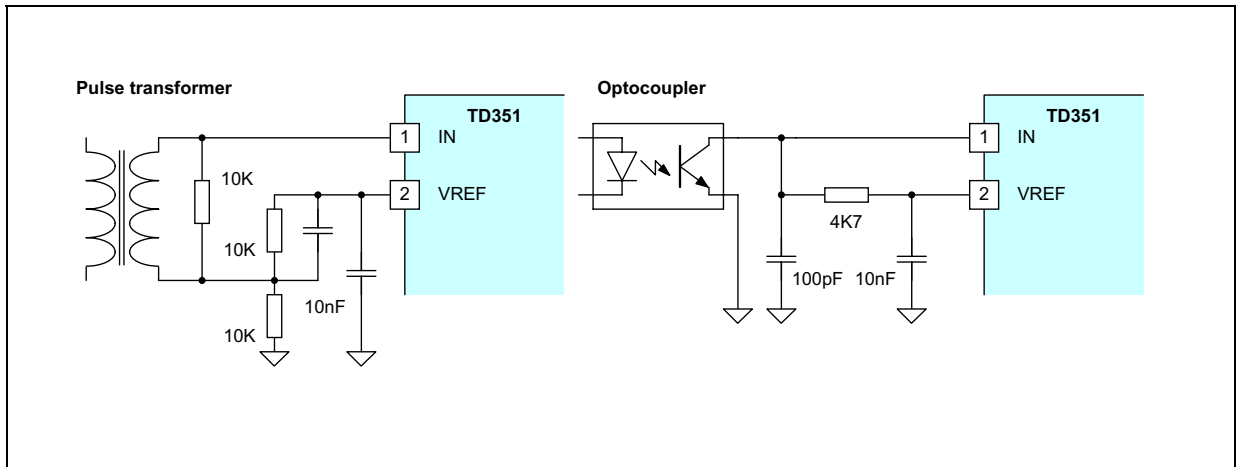 Pulse transformer
TD351
1 IN
10K
2 VREF
10K
10nF
10K
Optocoupler
TD351
1 IN
2 VREF
4K7
100pF 10nF